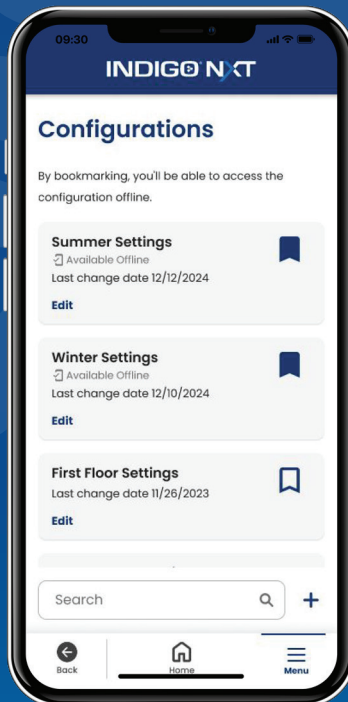 09:30
INDIGO NXT
Configurations
By bookmarking, you'll be able to access the
configuration offline.
Summer Settings
Available Offline
Last change date 12/12/2024
Edit
Winter Settings
Available Offline
Last change date 12/10/2024
Edit
First Floor Settings
Last change date 11/26/2023
Edit
Search
+
Back
Home
Menu